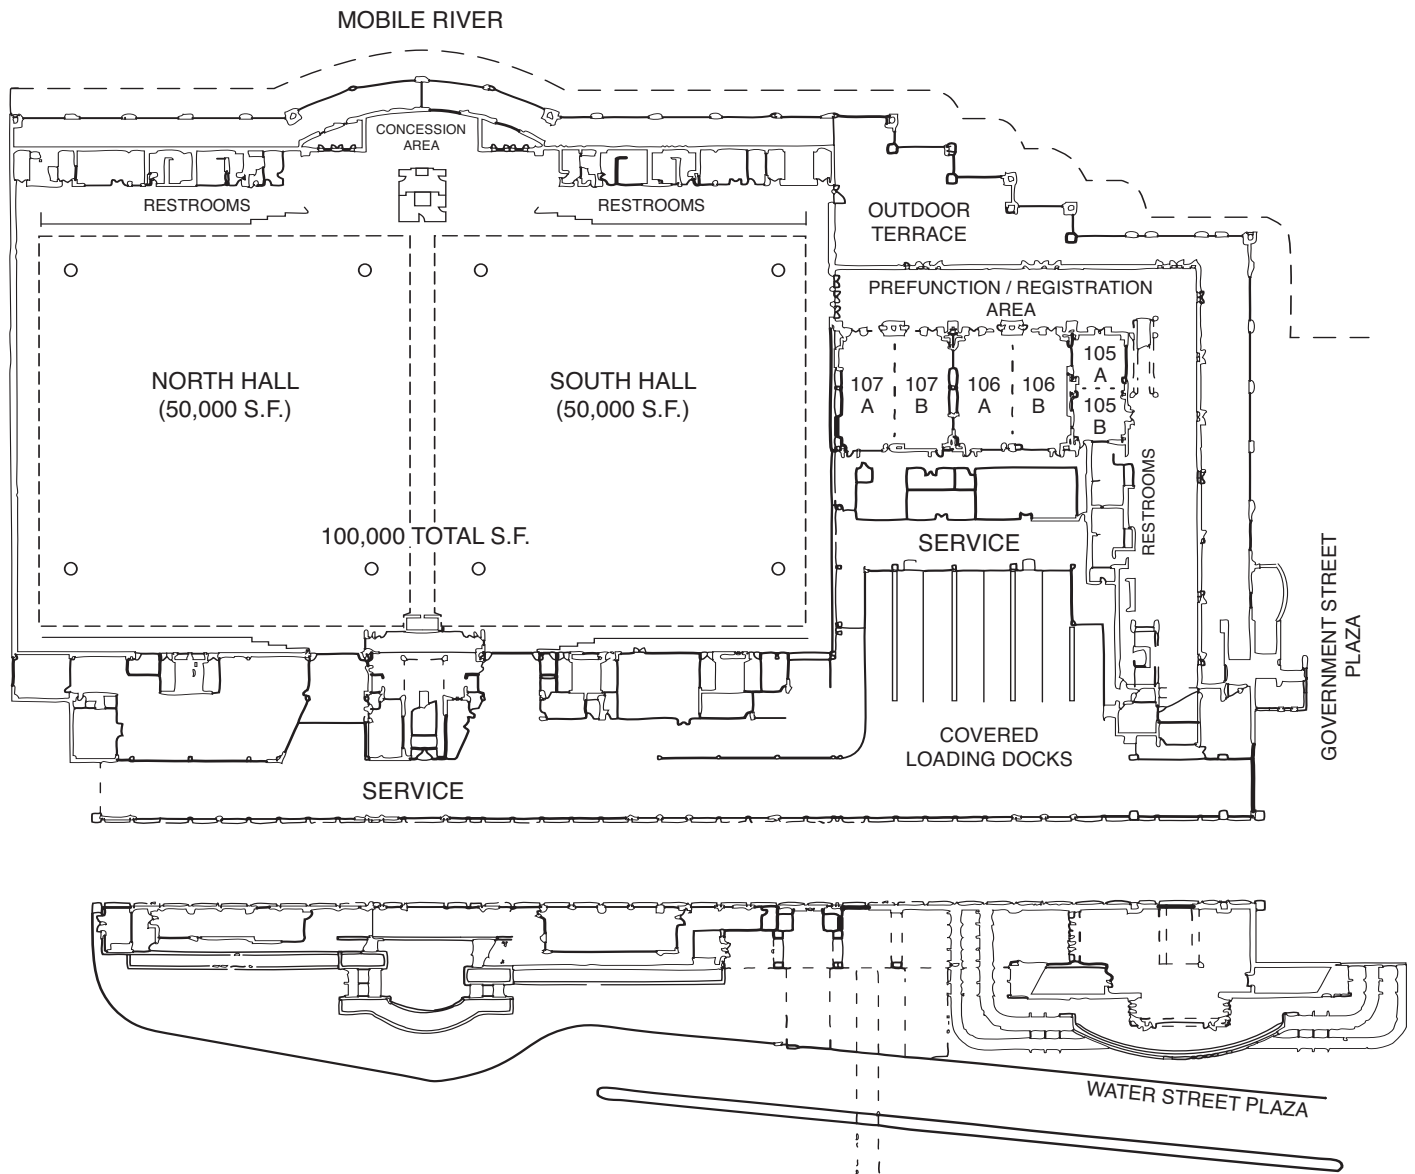 MOBILE RIVER
CONCESSION
AREA
RESTROOMS
RESTROOMS
OUTDOOR
TERRACE
PREFUNCTION / REGISTRATION
AREA
NORTH HALL
(50,000 S.F.)
SOUTH HALL
(50,000 S.F.)
107
A
107
B
106
A
106
B
105
A
105
B
RESTROOMS
100,000 TOTAL S.F.
SERVICE
GOVERNMENT STREET
PLAZA
COVERED
LOADING DOCKS
SERVICE
WATER STREET PLAZA